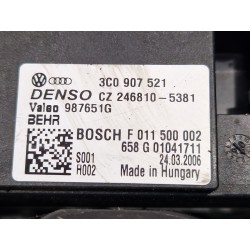 3C0 907 521
DENSO CZ 246810-5381
Valeo 987651G
BEHR
BOSCH F 011 500 002
658 G 01041711
S001 24.03.2006
H002 Made in Hungary